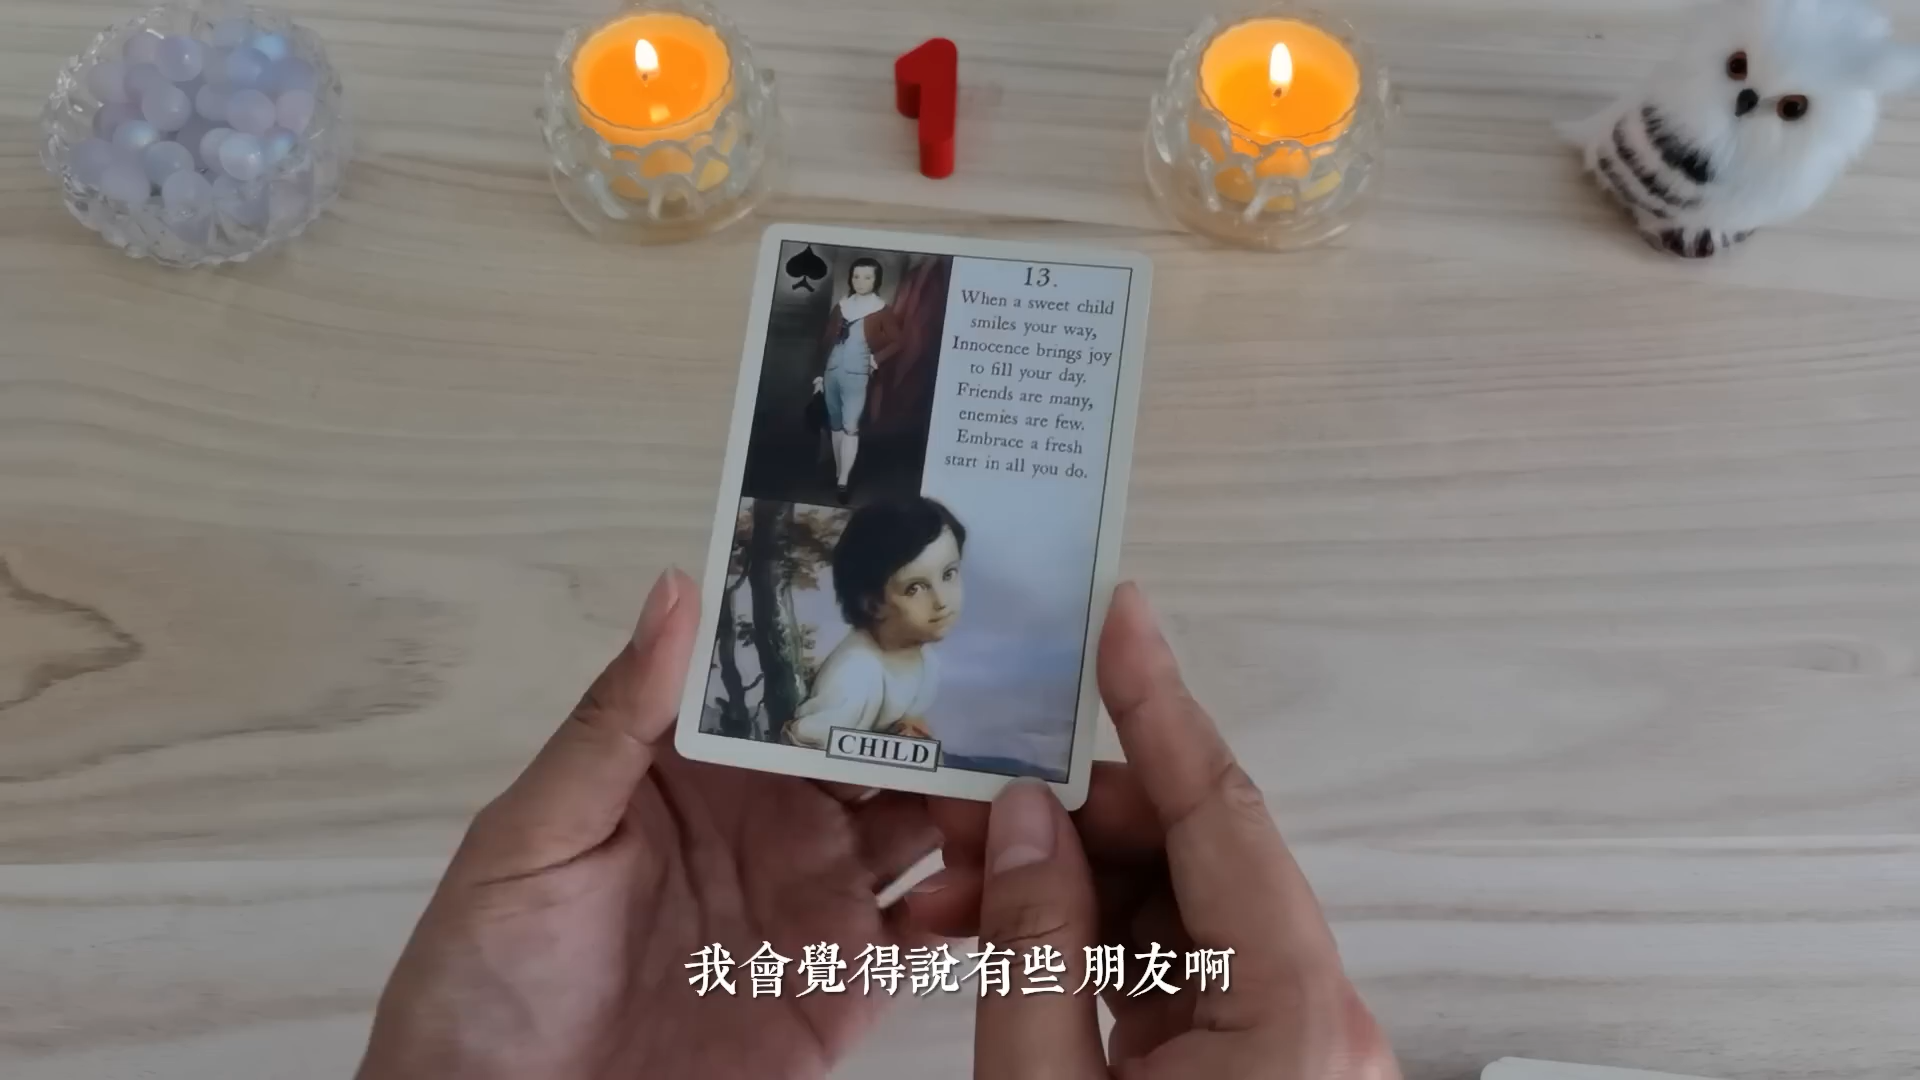 1
13.
When a sweet child
smiles your way,
Innocence brings joy
to fill your day.
Friends are many,
enemies are few.
Embrace a fresh
start in all you do.
CHILD
我會覺得說有些朋友啊